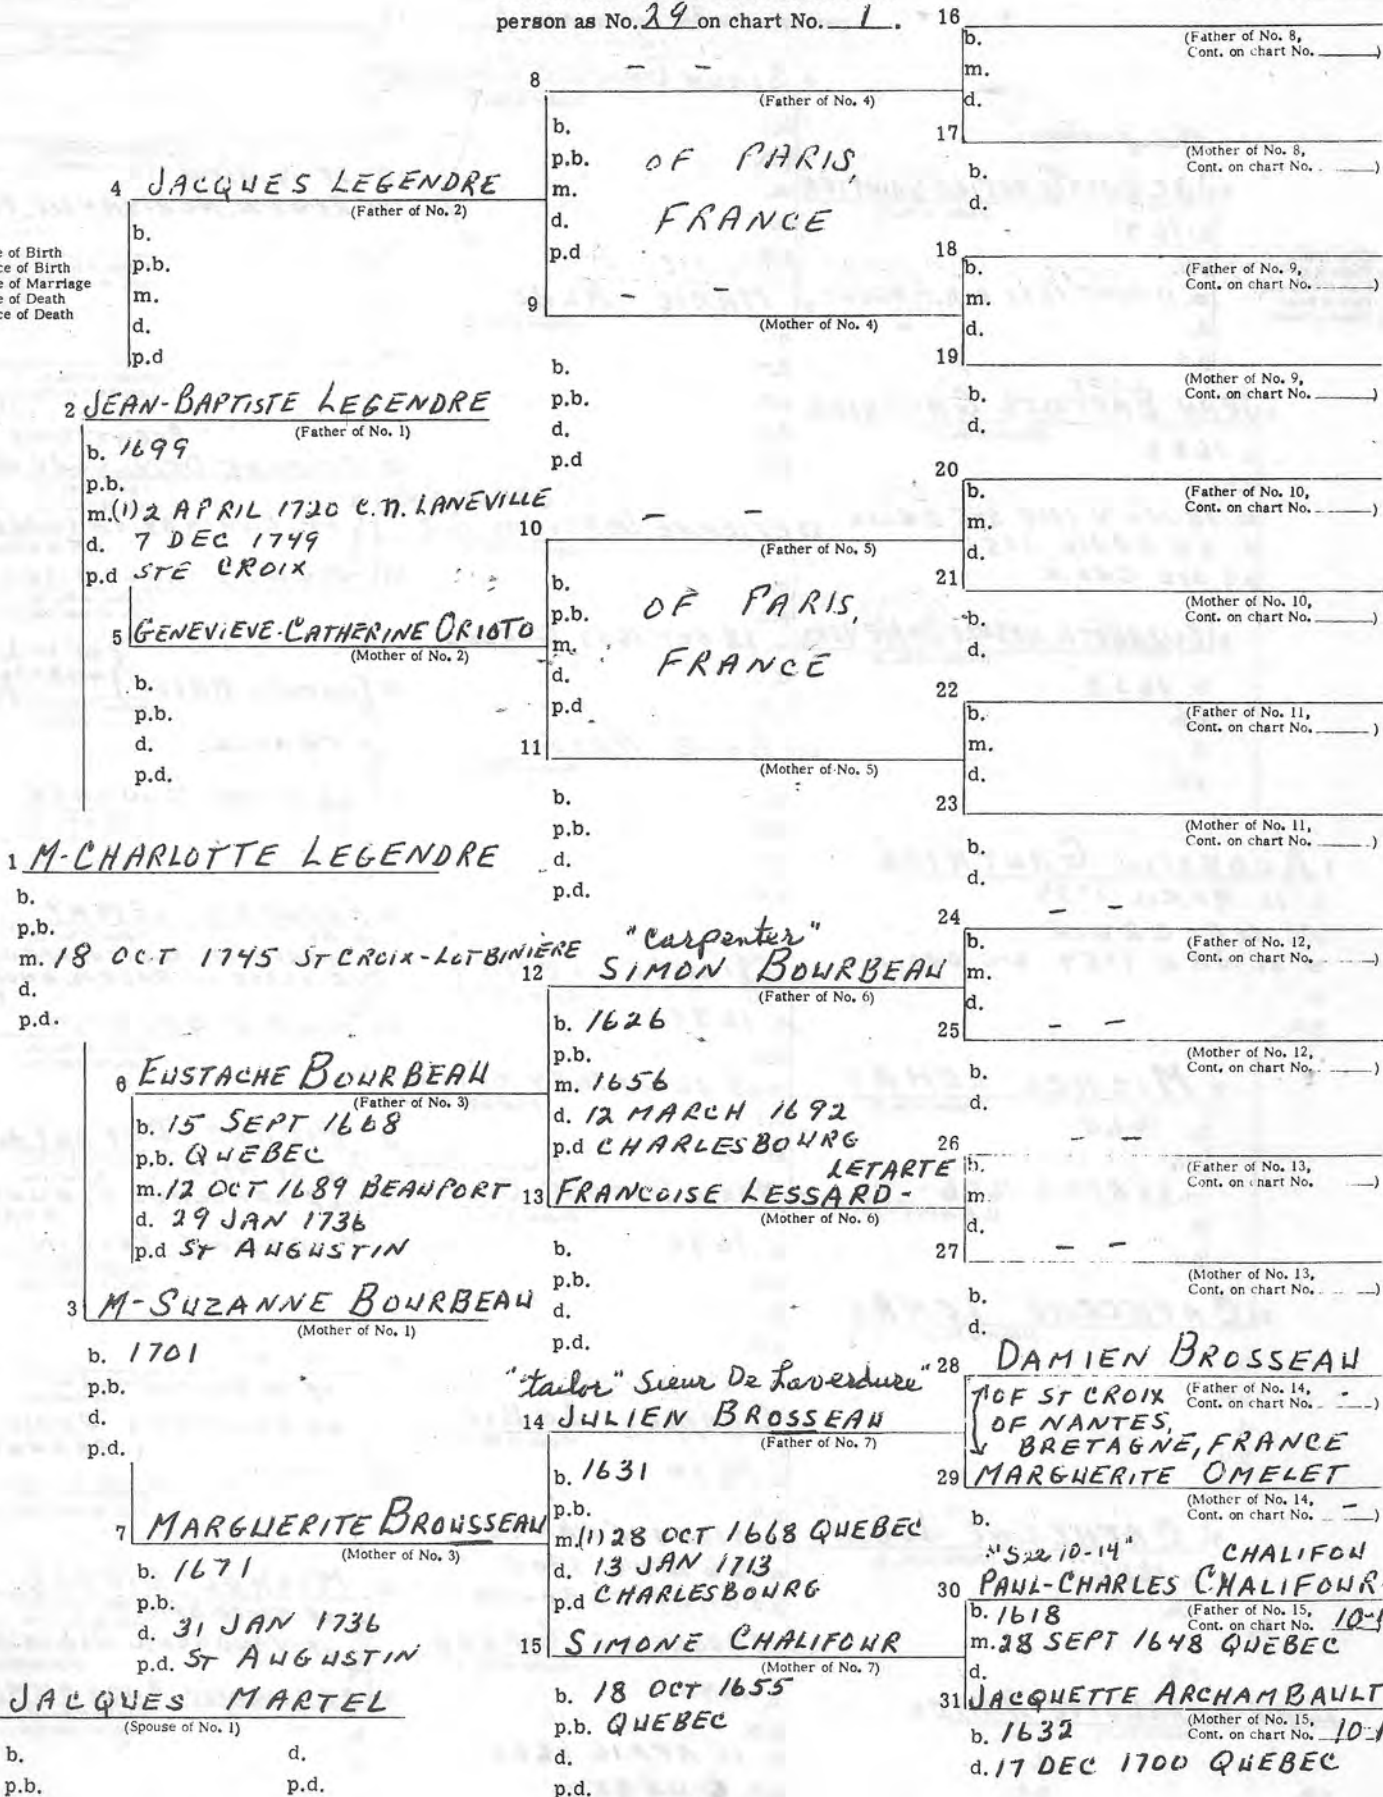 person as No. 29 on chart No. 1.
e of Birth
ce of Birth
e of Marriage
e of Death
ce of Death
4 JACQUES LEGENDRE
(Father of No. 2)
b.
p.b.
m.
d.
p.d
2 JEAN-BAPTISTE LEGENDRE
(Father of No. 1)
b. 1699
p.b.
m.(1) 2 APRIL 1720 C.N. LANEVILLE
d. 7 DEC 1749
p.d STE CROIX
5 GENEVIEVE-CATHERINE ORIOTO
(Mother of No. 2)
b.
p.b.
d.
p.d.
1 M-CHARLOTTE LEGENDRE
b.
p.b.
m. 18 OCT 1745 ST CROIX-LOTBINIÈRE
d.
p.d.
6 EUSTACHE BOURBEAU
(Father of No. 3)
b. 15 SEPT 1668
p.b. QUEBEC
m. 12 OCT 1689 BEAUPORT
d. 29 JAN 1736
p.d ST AUGUSTIN
3 M-SUZANNE BOURBEAU
(Mother of No. 1)
b. 1701
p.b.
d.
p.d.
7 MARGUERITE BROUSSEAU
(Mother of No. 3)
b. 1671
p.b.
d. 31 JAN 1736
p.d. ST AUGUSTIN
JACQUES MARTEL
(Spouse of No. 1)
b. d.
p.b. p.d.
8 - -
(Father of No. 4)
b.
p.b. OF PARIS,
m.
d. FRANCE
p.d
9 - -
(Mother of No. 4)
b.
p.b.
d.
p.d
10 - -
(Father of No. 5)
b.
p.b. OF PARIS,
m.
d. FRANCE
p.d
11
(Mother of No. 5)
b.
p.b.
d.
p.d.
"Carpenter"
12 SIMON BOURBEAU
(Father of No. 6)
b. 1626
p.b.
m. 1656
d. 12 MARCH 1692
p.d CHARLESBOURG
LETARTE
13 FRANCOISE LESSARD-
(Mother of No. 6)
b.
p.b.
d.
p.d.
"tailor" Sieur De Laverdure"
14 JULIEN BROSSEAU
(Father of No. 7)
b. 1631
p.b.
m.(1) 28 OCT 1668 QUEBEC
d. 13 JAN 1713
p.d CHARLESBOURG
15 SIMONE CHALIFOUR
(Mother of No. 7)
b. 18 OCT 1655
p.b. QUEBEC
d.
p.d.
16
b. (Father of No. 8,
Cont. on chart No. )
m.
d.
17
(Mother of No. 8,
Cont. on chart No. )
b.
d.
18
b. (Father of No. 9,
Cont. on chart No. )
m.
d.
19
(Mother of No. 9,
Cont. on chart No. )
b.
d.
20
b. (Father of No. 10,
Cont. on chart No. )
m.
d.
21
(Mother of No. 10,
Cont. on chart No. )
b.
d.
22
b. (Father of No. 11,
Cont. on chart No. )
m.
d.
23
(Mother of No. 11,
Cont. on chart No. )
b.
d.
24 - -
b. (Father of No. 12,
Cont. on chart No. )
m.
d.
25 - -
(Mother of No. 12,
Cont. on chart No. )
b.
d.
26 - -
b. (Father of No. 13,
Cont. on chart No. )
m.
d.
27 - -
(Mother of No. 13,
Cont. on chart No. )
b.
d.
28 DAMIEN BROSSEAU
OF ST CROIX (Father of No. 14,
Cont. on chart No. - )
OF NANTES,
BRETAGNE, FRANCE
29 MARGUERITE OMELET
(Mother of No. 14,
Cont. on chart No. - )
b.
"See 10-14" CHALIFOU
30 PAUL-CHARLES CHALIFOUR-
b. 1618 (Father of No. 15,
Cont. on chart No. 10-1
m. 28 SEPT 1648 QUEBEC
d.
31 JACQUETTE ARCHAMBAULT
(Mother of No. 15,
b. 1632 Cont. on chart No. 10-1
d. 17 DEC 1700 QUEBEC